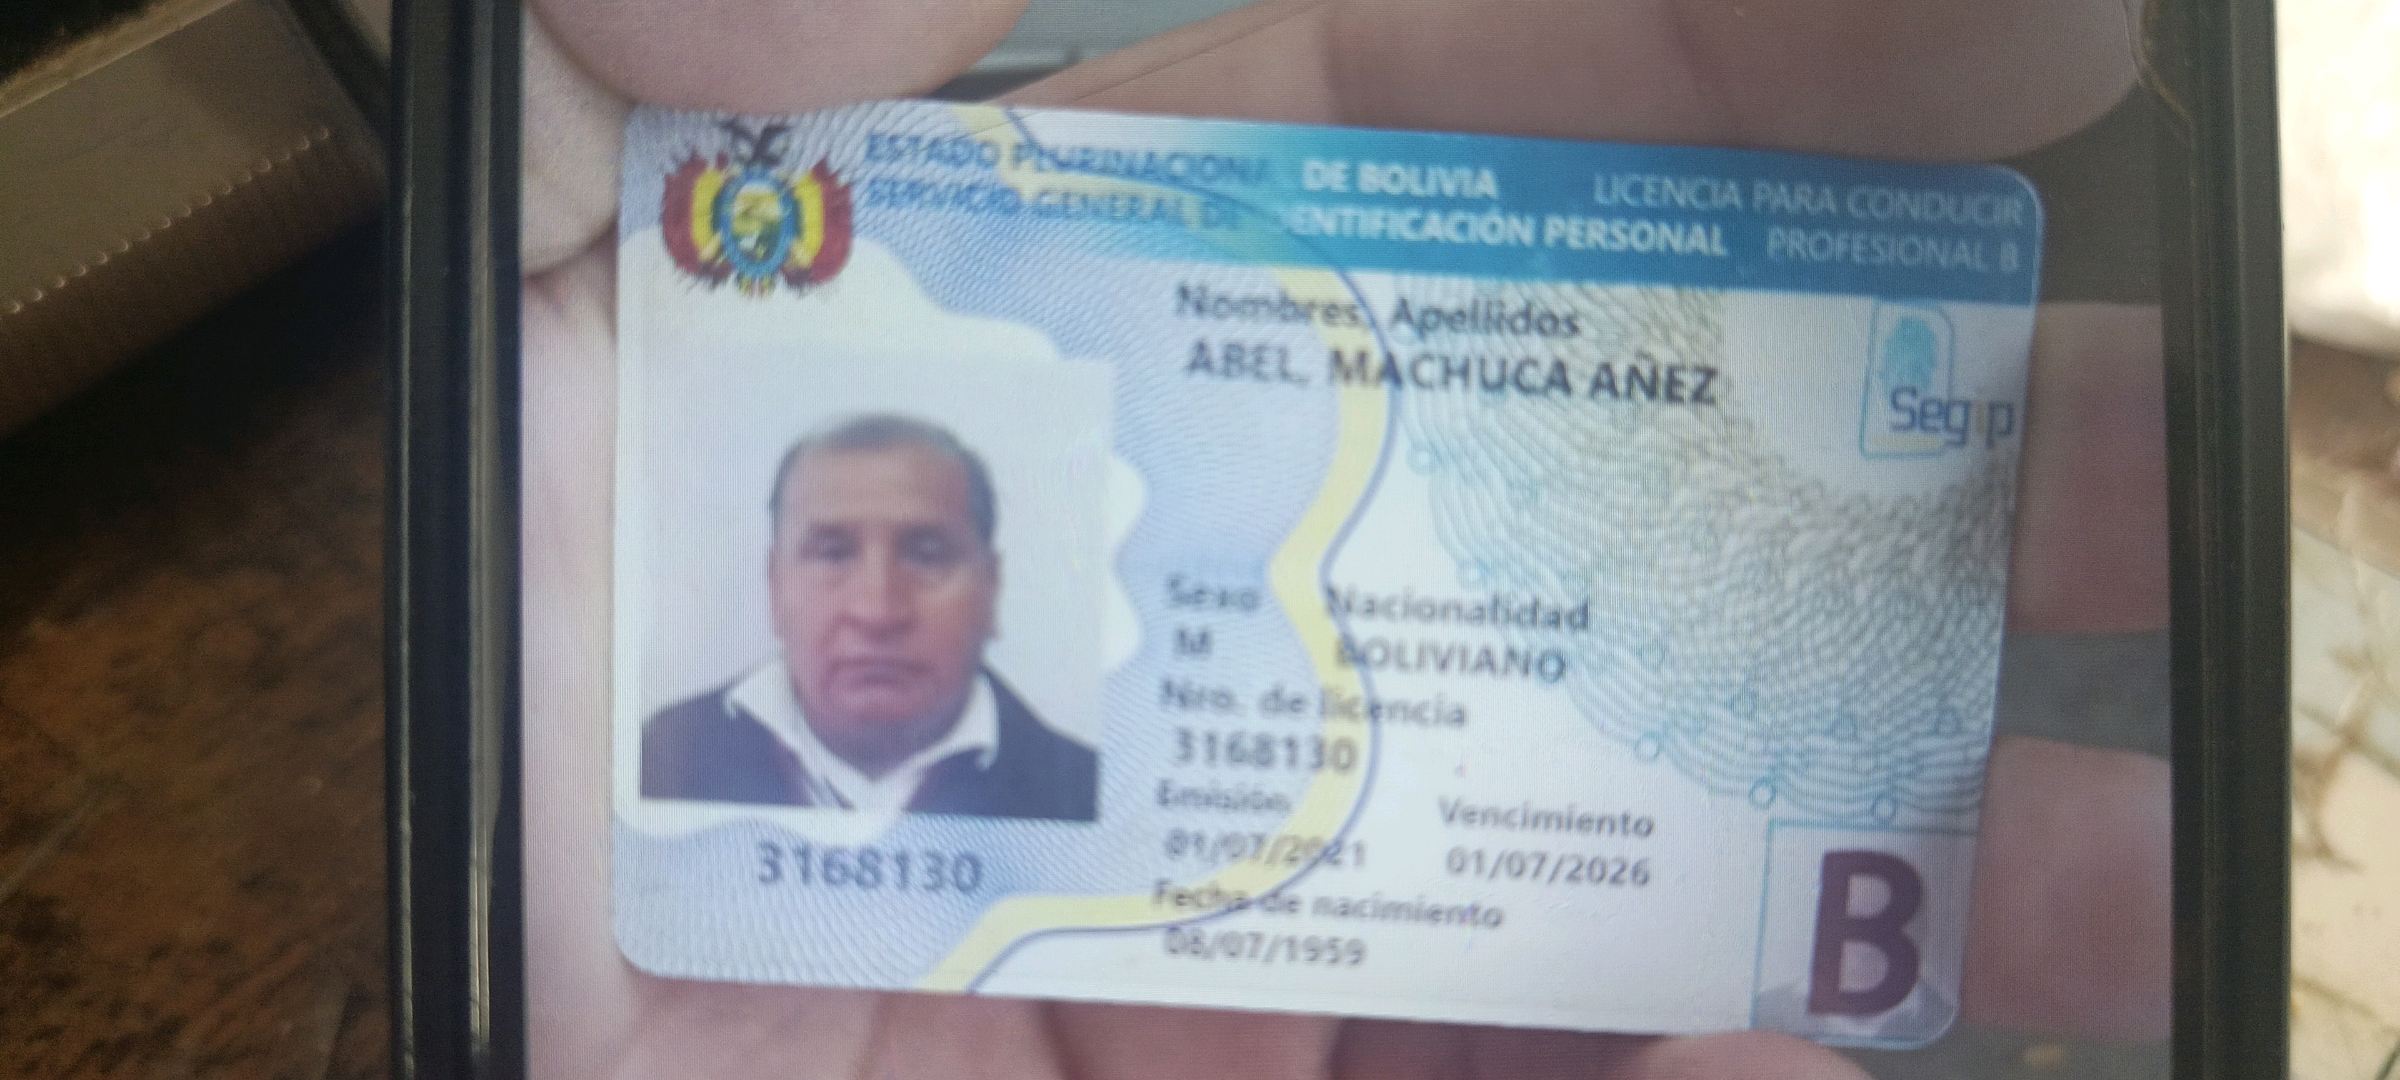 ESTADO PLURINACIONAL DE BOLIVIA
SERVICIO GENERAL DE IDENTIFICACIÓN PERSONAL
LICENCIA PARA CONDUCIR
PROFESIONAL B
Nombres, Apellidos
ABEL, MACHUCA AÑEZ
Segip
Sexo Nacionalidad
M BOLIVIANO
Nro. de licencia
3168130
Emisión Vencimiento
01/07/2021 01/07/2026
Fecha de nacimiento
08/07/1959
3168130
B